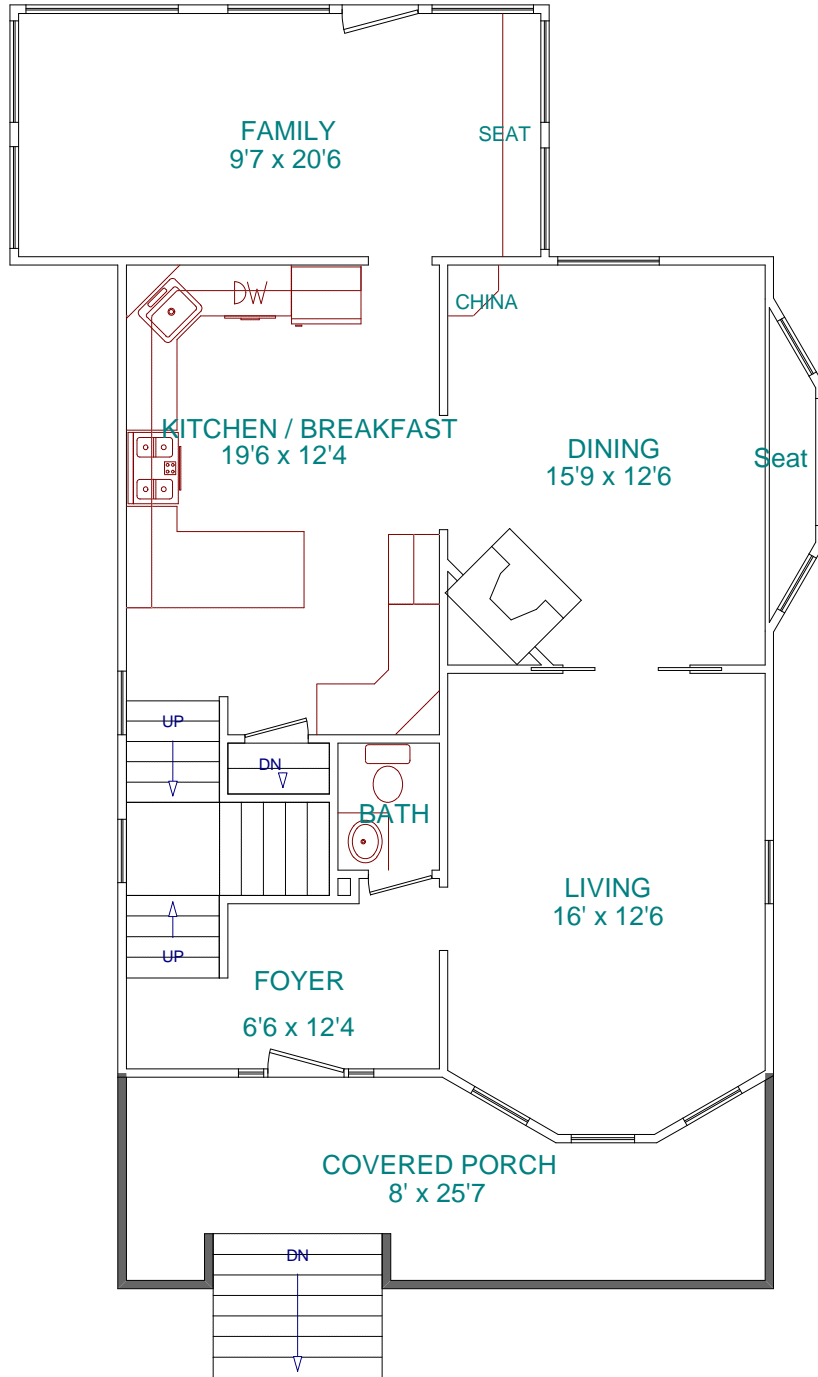 FAMILY
9'7 x 20'6
SEAT
DW
CHINA
KITCHEN / BREAKFAST
19'6 x 12'4
DINING
15'9 x 12'6
Seat
UP
DN
BATH
LIVING
16' x 12'6
UP
FOYER
6'6 x 12'4
COVERED PORCH
8' x 25'7
DN